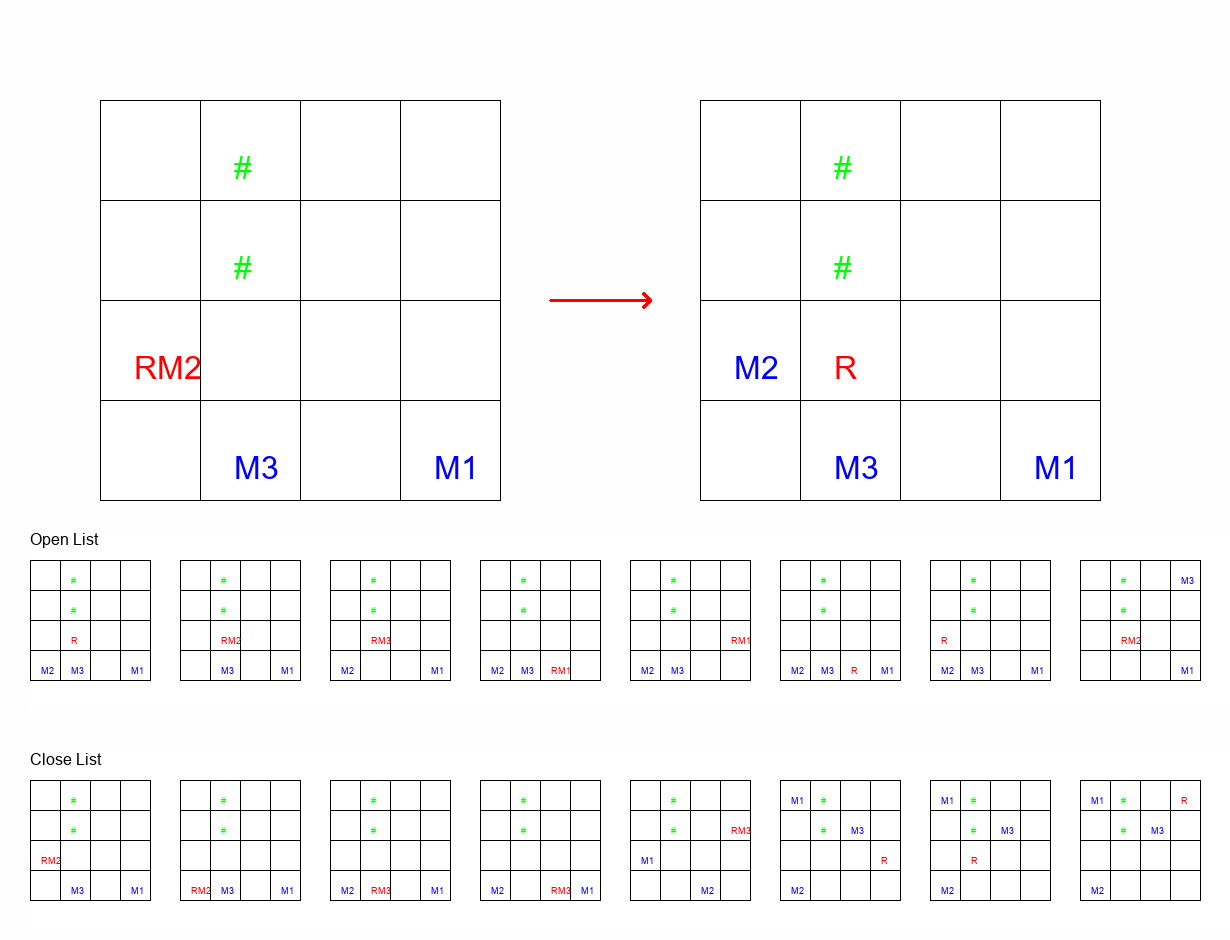 # #
# #
RM2 M2 R
M3 M1 M3 M1
Open List
# # # # # # # # M3
# # # # # # # #
R RM2 RM3 RM1 R RM2
M2 M3 M1 M3 M1 M2 M1 M2 M3 RM1 M2 M3 M2 M3 R M1 M2 M3 M1 M1
Close List
# # # # # M1 # M1 # M1 # R
# # # # # RM3 # M3 # M3 # M3
RM2 M1 R R
M3 M1 RM2 M3 M1 M2 RM3 M1 M2 RM3 M1 M2 M2 M2 M2